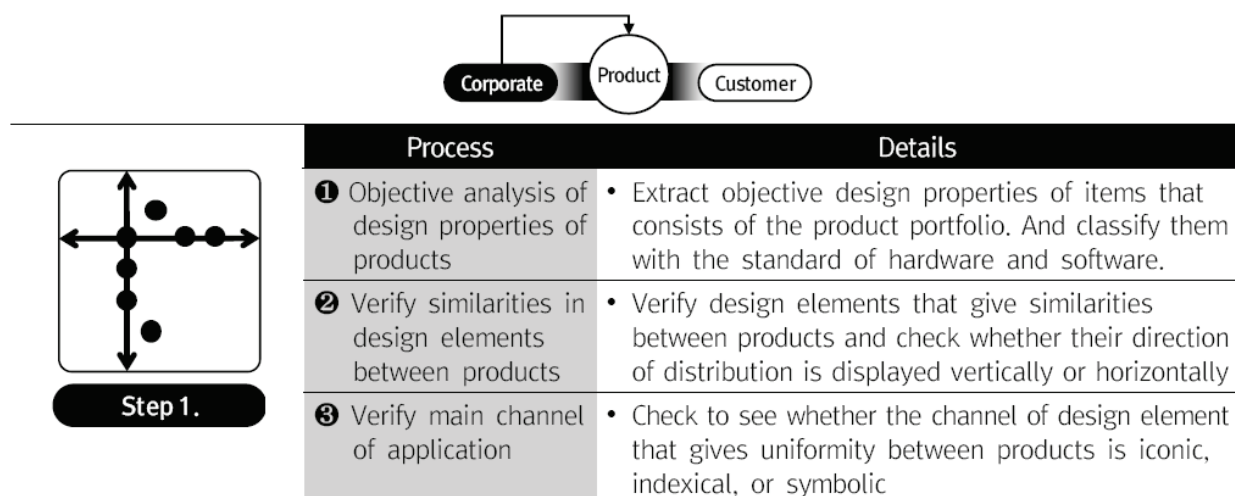 Corporate
Product
Customer
Process
Details
❶ Objective analysis of
design properties of
products
• Extract objective design properties of items that
consists of the product portfolio. And classify them
with the standard of hardware and software.
❷ Verify similarities in
design elements
between products
• Verify design elements that give similarities
between products and check whether their direction
of distribution is displayed vertically or horizontally
Step 1.
❸ Verify main channel
of application
• Check to see whether the channel of design element
that gives uniformity between products is iconic,
indexical, or symbolic